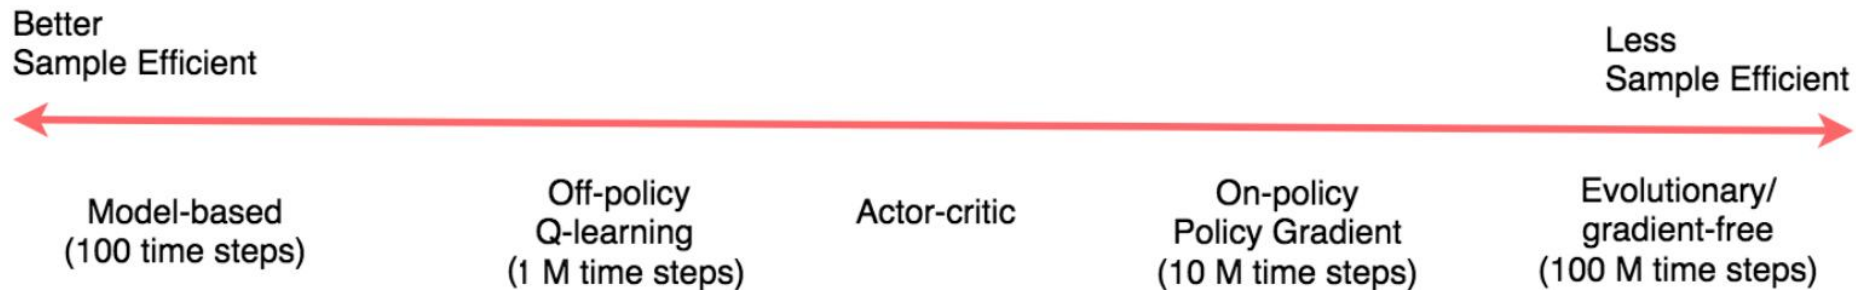 Better
Sample Efficient
Less
Sample Efficient
Model-based
(100 time steps)
Off-policy
Q-learning
(1 M time steps)
Actor-critic
On-policy
Policy Gradient
(10 M time steps)
Evolutionary/
gradient-free
(100 M time steps)